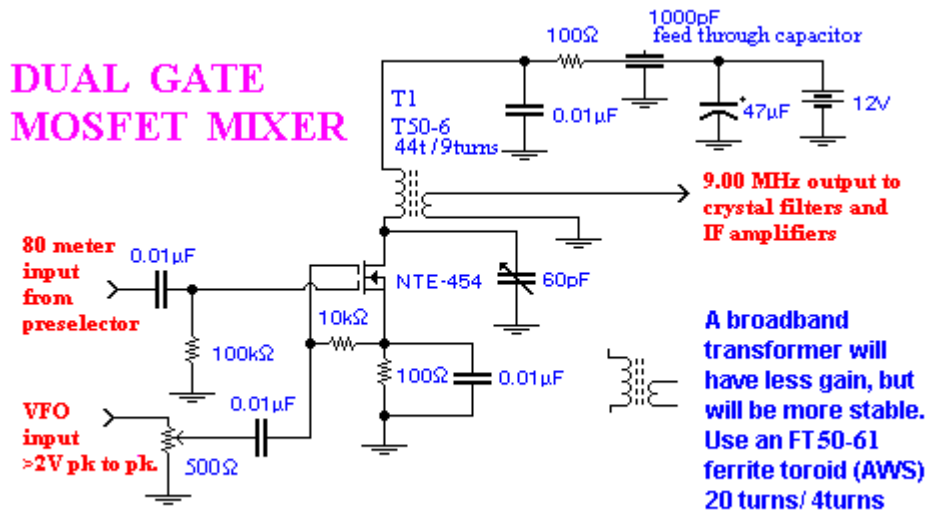 DUAL GATE
MOSFET MIXER
1000pF
feed through capacitor
100Ω
0.01µF
+
47µF
12V
T1
T50-6
44t/9turns
9.00 MHz output to
crystal filters and
IF amplifiers
80 meter
input
from
preselector
0.01µF
100kΩ
NTE-454
60pF
10kΩ
100Ω
0.01µF
VFO
input
>2V pk to pk.
0.01µF
500Ω
A broadband
transformer will
have less gain, but
will be more stable.
Use an FT50-61
ferrite toroid (AWS)
20 turns/ 4turns